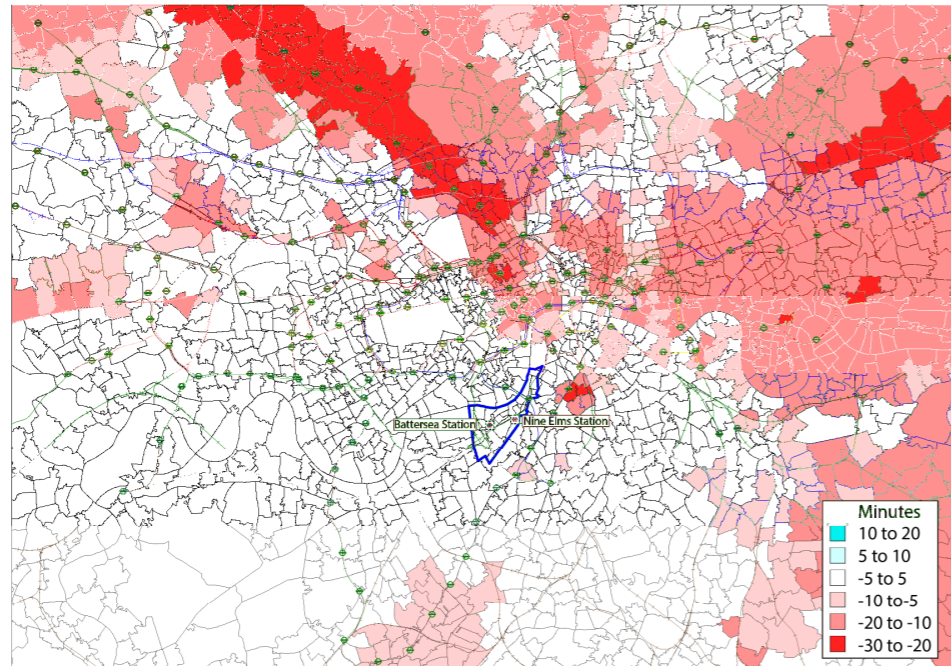 Battersea Station
Nine Elms Station
Minutes
10 to 20
5 to 10
-5 to 5
-10 to-5
-20 to -10
-30 to -20